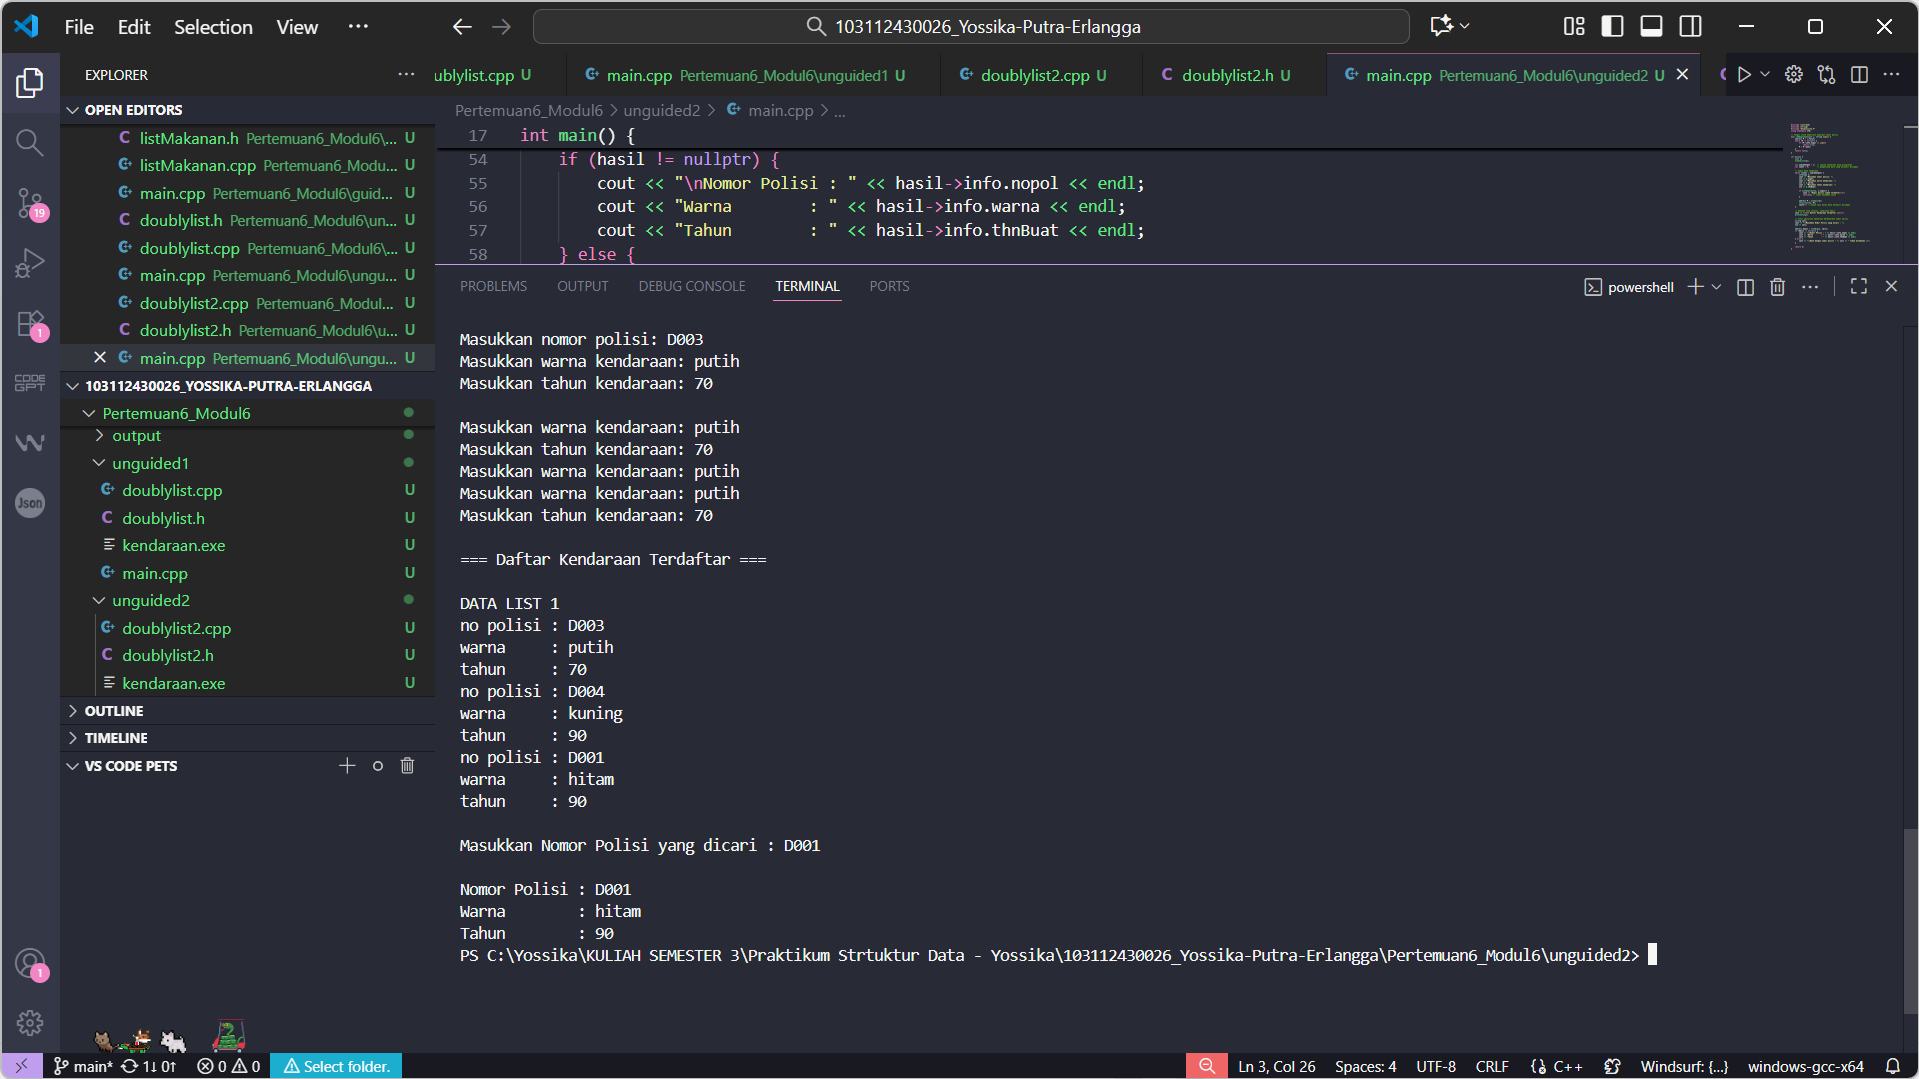 File Edit Selection View ··· 103112430026_Yossika-Putra-Erlangga
EXPLORER ···
ublylist.cpp U main.cpp Pertemuan6_Modul6\unguided1 U doublylist2.cpp U doublylist2.h U main.cpp Pertemuan6_Modul6\unguided2 U
OPEN EDITORS
listMakanan.h Pertemuan6_Modul6\... U
listMakanan.cpp Pertemuan6_Modu... U
main.cpp Pertemuan6_Modul6\guid... U
doublylist.h Pertemuan6_Modul6\un... U
doublylist.cpp Pertemuan6_Modul6\... U
main.cpp Pertemuan6_Modul6\ungu... U
doublylist2.cpp Pertemuan6_Modul... U
doublylist2.h Pertemuan6_Modul6\u... U
main.cpp Pertemuan6_Modul6\ungu... U
103112430026_YOSSIKA-PUTRA-ERLANGGA
Pertemuan6_Modul6
output
unguided1
doublylist.cpp U
doublylist.h U
kendaraan.exe U
main.cpp U
unguided2
doublylist2.cpp U
doublylist2.h U
kendaraan.exe U
OUTLINE
TIMELINE
VS CODE PETS
19
1
CODE
GPT
Json
1
Pertemuan6_Modul6 > unguided2 > main.cpp > ...
17 int main() {
54 if (hasil != nullptr) {
55 cout << "\nNomor Polisi : " << hasil->info.nopol << endl;
56 cout << "Warna        : " << hasil->info.warna << endl;
57 cout << "Tahun        : " << hasil->info.thnBuat << endl;
58 } else {
PROBLEMS OUTPUT DEBUG CONSOLE TERMINAL PORTS powershell
Masukkan nomor polisi: D003
Masukkan warna kendaraan: putih
Masukkan tahun kendaraan: 70
Masukkan warna kendaraan: putih
Masukkan tahun kendaraan: 70
Masukkan warna kendaraan: putih
Masukkan warna kendaraan: putih
Masukkan tahun kendaraan: 70
=== Daftar Kendaraan Terdaftar ===
DATA LIST 1
no polisi : D003
warna     : putih
tahun     : 70
no polisi : D004
warna     : kuning
tahun     : 90
no polisi : D001
warna     : hitam
tahun     : 90
Masukkan Nomor Polisi yang dicari : D001
Nomor Polisi : D001
Warna        : hitam
Tahun        : 90
PS C:\Yossika\KULIAH SEMESTER 3\Praktikum Strtuktur Data - Yossika\103112430026_Yossika-Putra-Erlangga\Pertemuan6_Modul6\unguided2>
main* 1↓ 0↑ 0 0 Select folder. Ln 3, Col 26 Spaces: 4 UTF-8 CRLF C++ Windsurf: {...} windows-gcc-x64